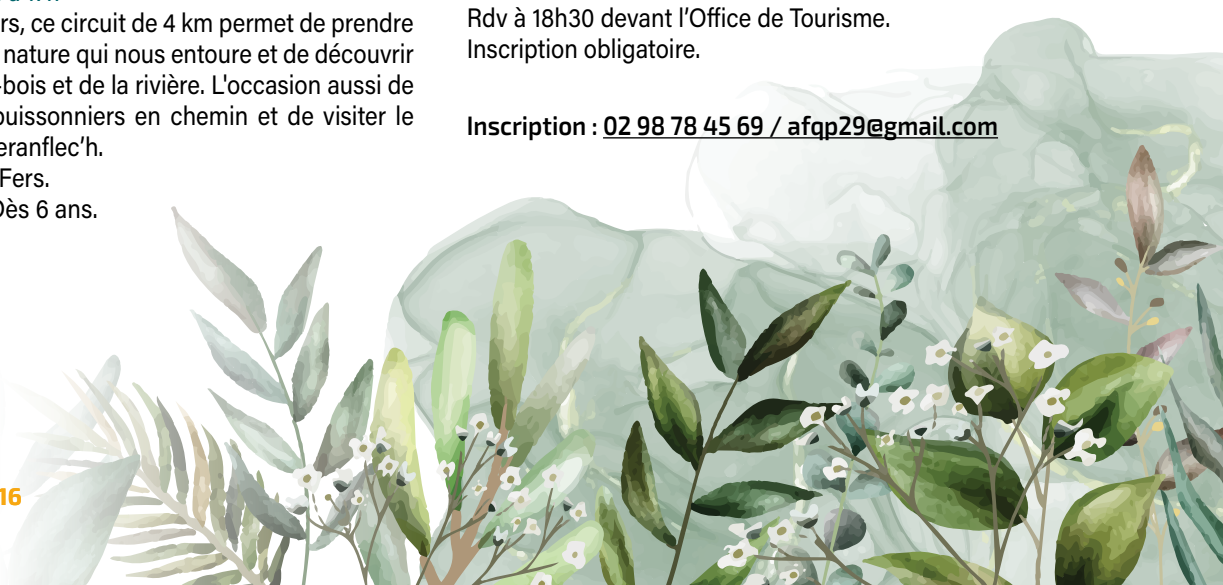 rs, ce circuit de 4 km permet de prendre
nature qui nous entoure et de découvrir
-bois et de la rivière. L'occasion aussi de
ouissonniers en chemin et de visiter le
eranflec’h.
Fers.
Dès 6 ans.
Rdv à 18h30 devant l’Office de Tourisme.
Inscription obligatoire.
Inscription : 02 98 78 45 69 / afqp29@gmail.com
16